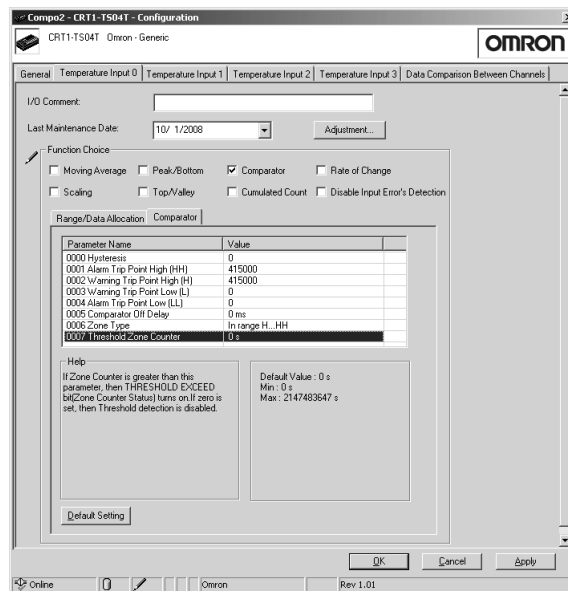 Compo2 - CRT1-TS04T - Configuration
CRT1-TS04T Omron - Generic
OMRON
General Temperature Input 0 Temperature Input 1 Temperature Input 2 Temperature Input 3 Data Comparison Between Channels
I/O Comment:
Last Maintenance Date: 10/ 1/2008 Adjustment...
Function Choice
Moving Average Peak/Bottom Comparator Rate of Change
Scaling Top/Valley Cumulated Count Disable Input Error's Detection
Range/Data Allocation Comparator
Parameter Name Value
0000 Hysteresis 0
0001 Alarm Trip Point High (HH) 415000
0002 Warning Trip Point High (H) 415000
0003 Warning Trip Point Low (L) 0
0004 Alarm Trip Point Low (LL) 0
0005 Comparator Off Delay 0 ms
0006 Zone Type In range H...HH
0007 Threshold Zone Counter 0 s
Help
If Zone Counter is greater than this
parameter, then THRESHOLD EXCEED
bit(Zone Counter Status) turns on.If zero is
set, then Threshold detection is disabled.
Default Value : 0 s
Min : 0 s
Max : 2147483647 s
Default Setting
OK Cancel Apply
Online Omron Rev 1.01